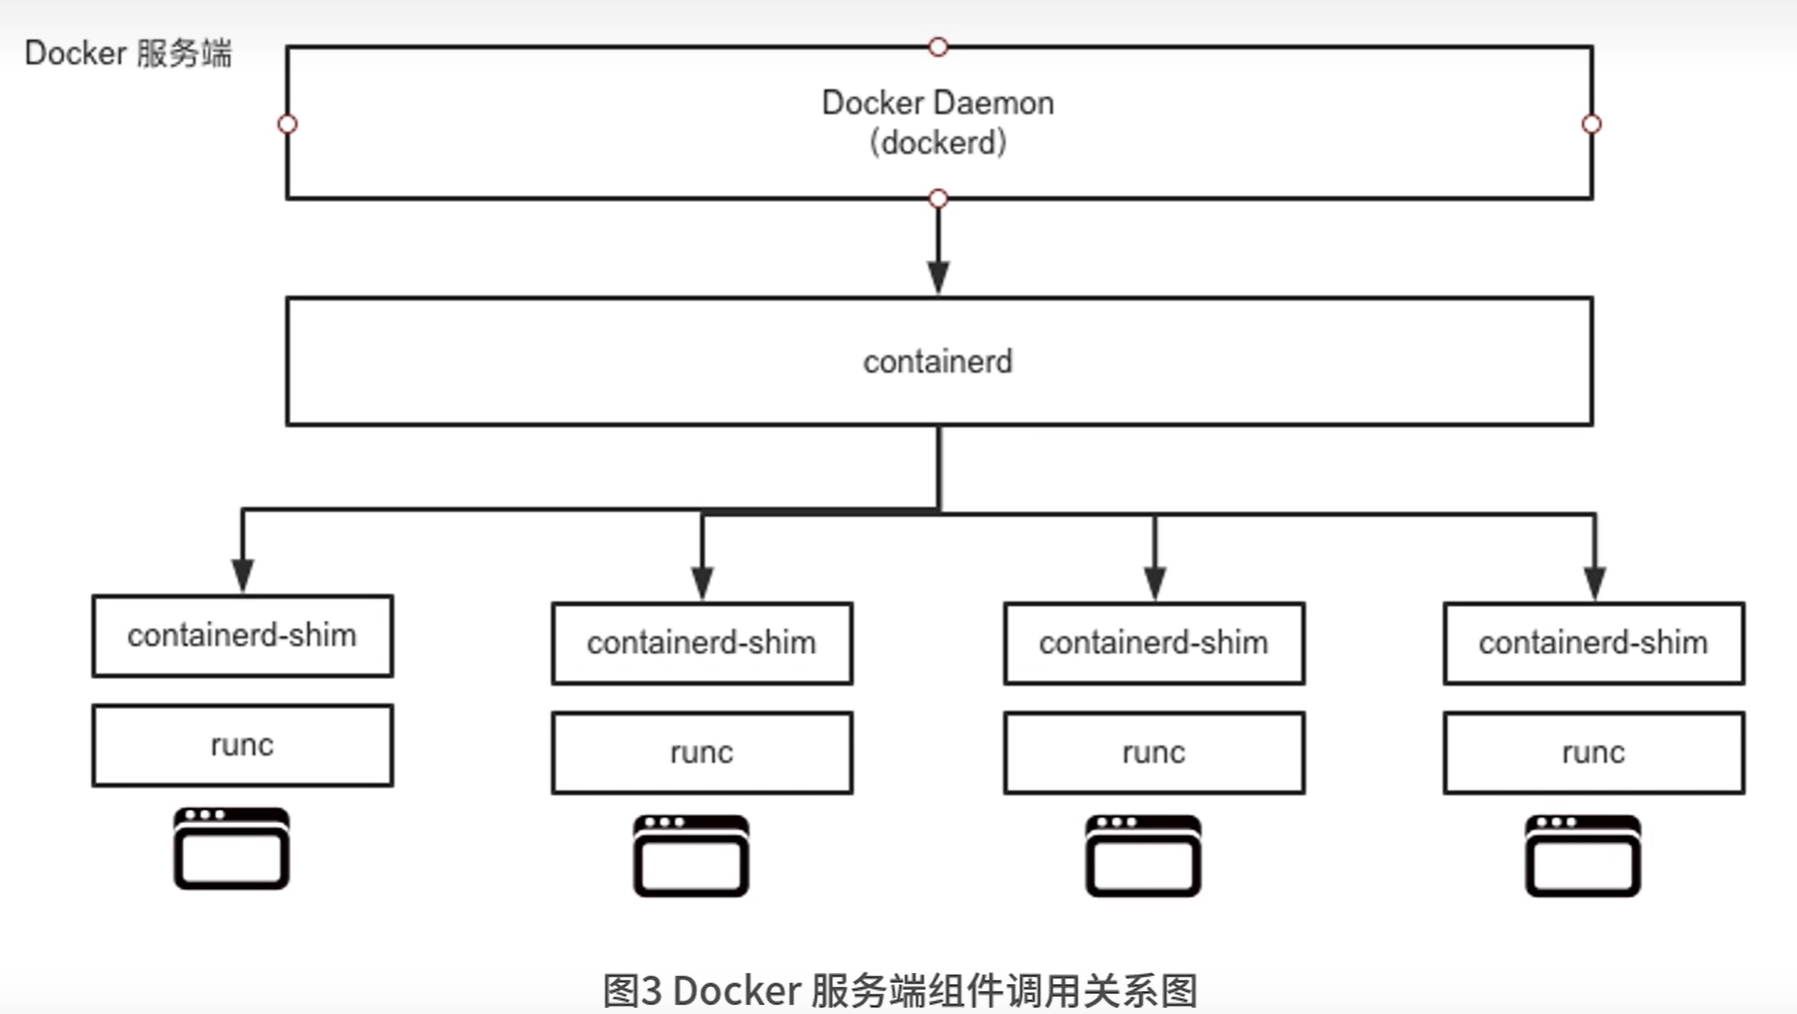 Docker 服务端
Docker Daemon
(dockerd)
containerd
containerd-shim
containerd-shim
containerd-shim
containerd-shim
runc
runc
runc
runc
图3 Docker 服务端组件调用关系图